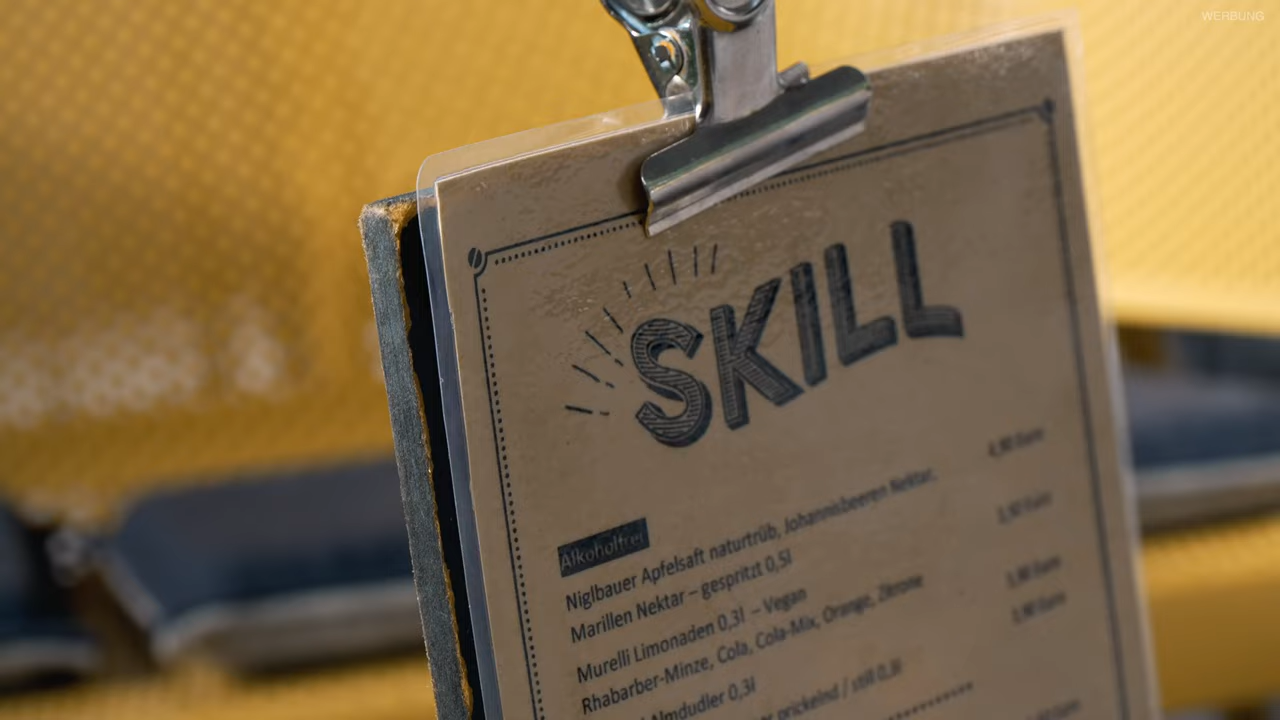 WERBUNG
SKILL
Alkoholfrei
Niglbauer Apfelsaft naturtrüb, Johannisbeeren Nektar,
Marillen Nektar – gespritzt 0,5l
Murelli Limonaden 0,3l – Vegan
Rhabarber-Minze, Cola, Cola-Mix, Orange, Zitrone
Almdudler 0,3l
prickelnd / still 0,3l